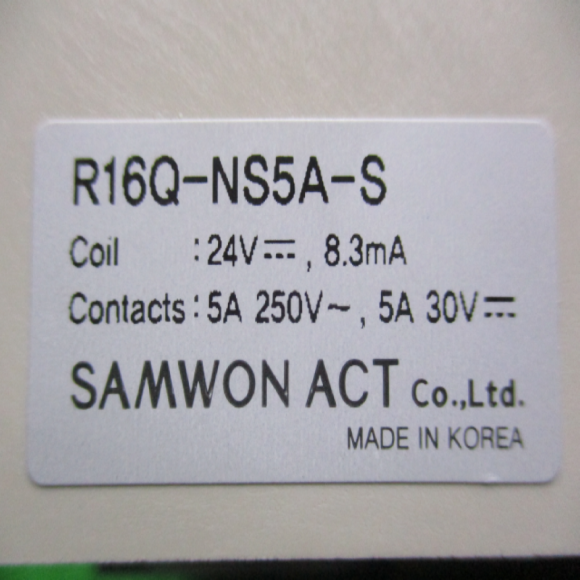 R16Q-NS5A-S
Coil : 24V⎓, 8.3mA
Contacts : 5A 250V~, 5A 30V⎓
SAMWON ACT Co.,Ltd.
MADE IN KOREA